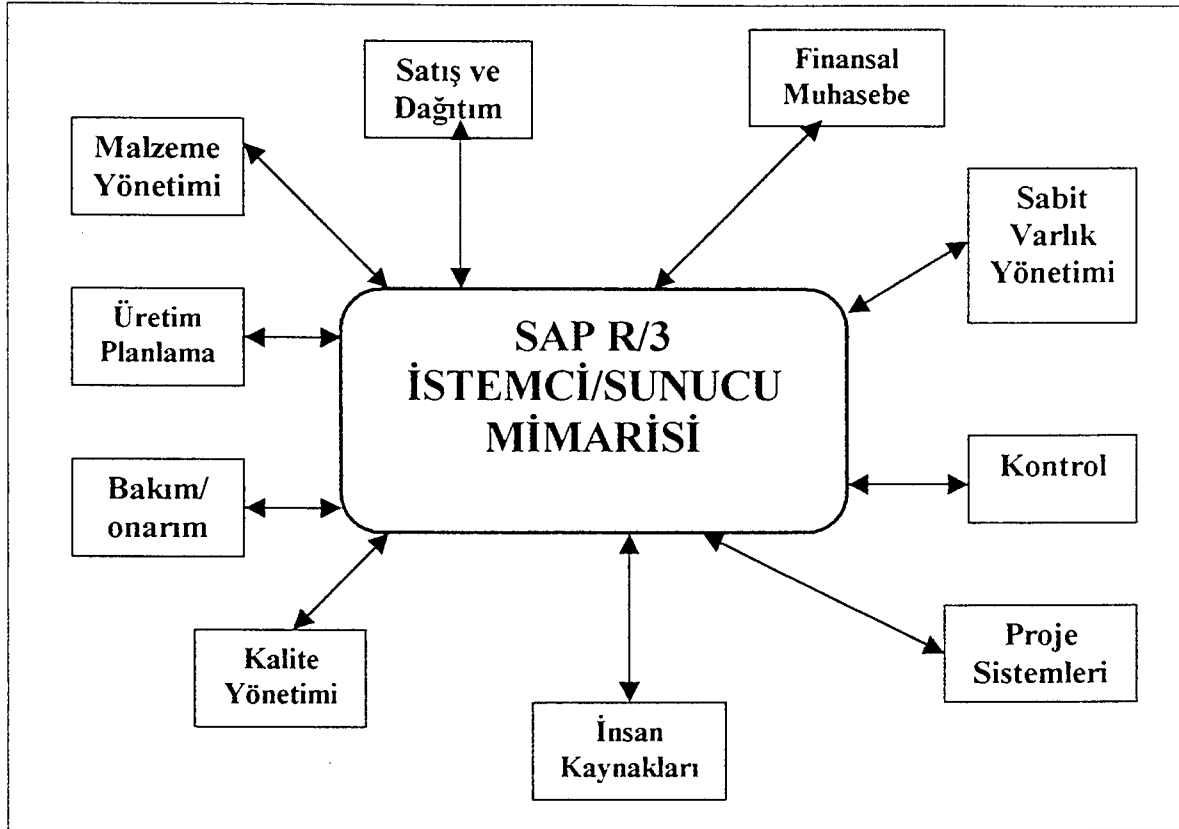 Satış ve
Dağıtım
Finansal
Muhasebe
Malzeme
Yönetimi
Sabit
Varlık
Yönetimi
Üretim
Planlama
SAP R/3
İSTEMCİ/SUNUCU
MİMARİSİ
Bakım/
onarım
Kontrol
Kalite
Yönetimi
Proje
Sistemleri
İnsan
Kaynakları